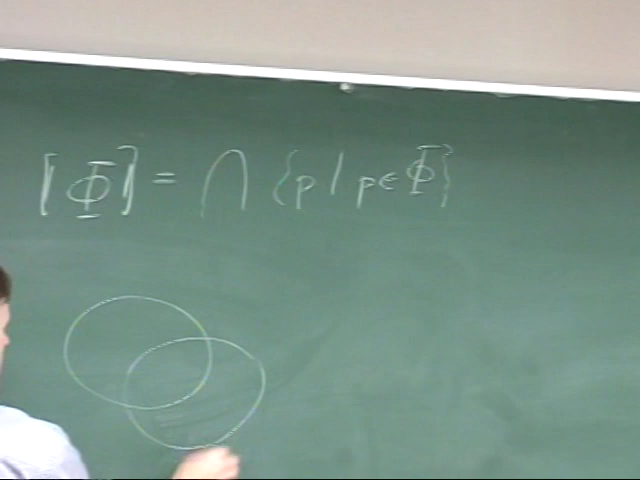 [Φ] = ∩ {p | p ∈ Φ}